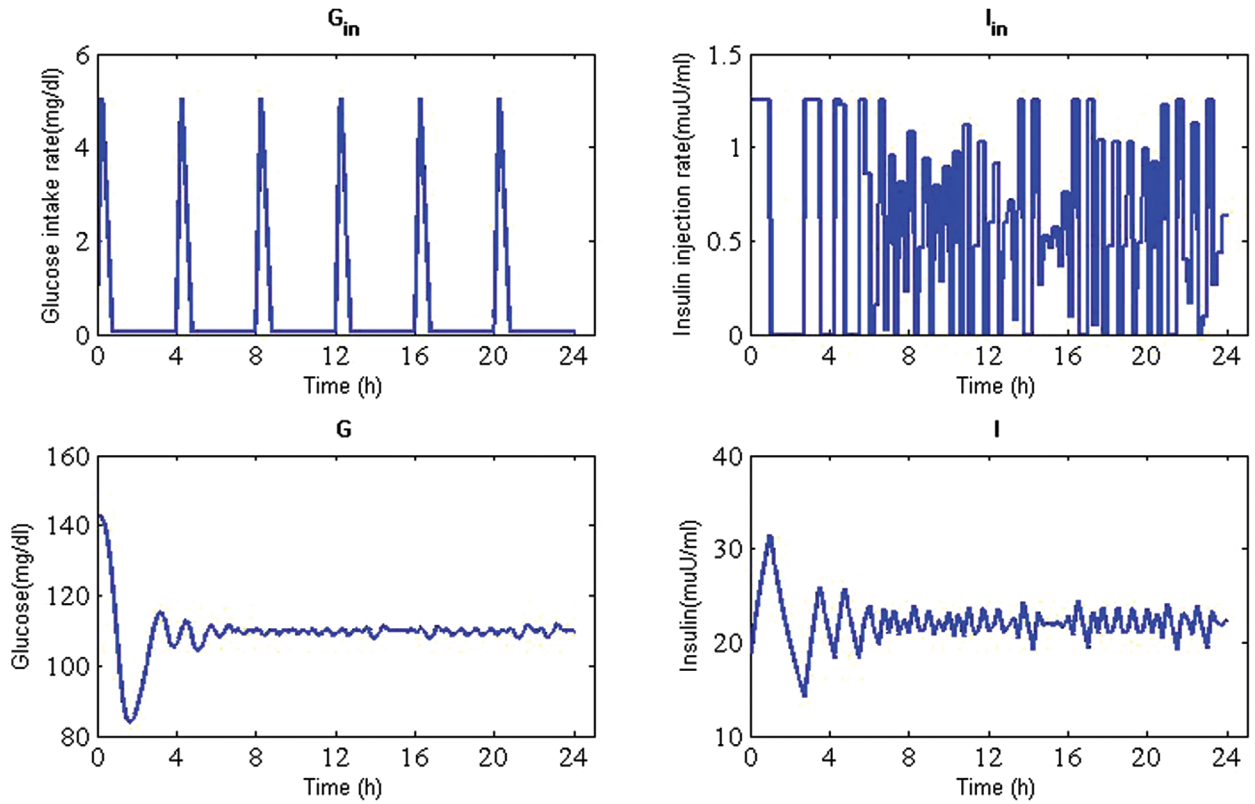 G_in
6
4
2
0
Glucose intake rate(mg/dl)
0 4 8 12 16 20 24
Time (h)
I_in
1.5
1
0.5
0
Insulin injection rate(muU/ml)
0 4 8 12 16 20 24
Time (h)
G
160
140
120
100
80
Glucose(mg/dl)
0 4 8 12 16 20 24
Time (h)
I
40
30
20
10
Insulin(muU/ml)
0 4 8 12 16 20 24
Time (h)